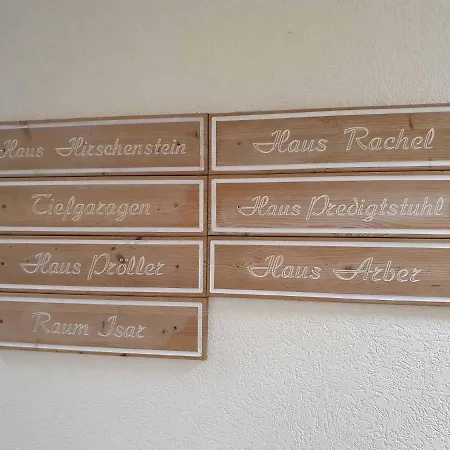 Haus Hirschenstein
Tiefgaragen
Haus Pröller
Raum Isar
Haus Rachel
Haus Predigtstuhl
Haus Arber